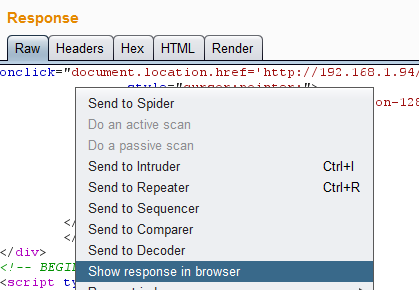 Response
Raw Headers Hex HTML Render
onclick="document.location.href='http://192.168.1.94/
style="cursor:pointer;">
on-128
Send to Spider
Do an active scan
Do a passive scan
Send to Intruder Ctrl+I
Send to Repeater Ctrl+R
Send to Sequencer
Send to Comparer
</
Send to Decoder
</
</div>
Show response in browser
<!-- BEGI
<script ty